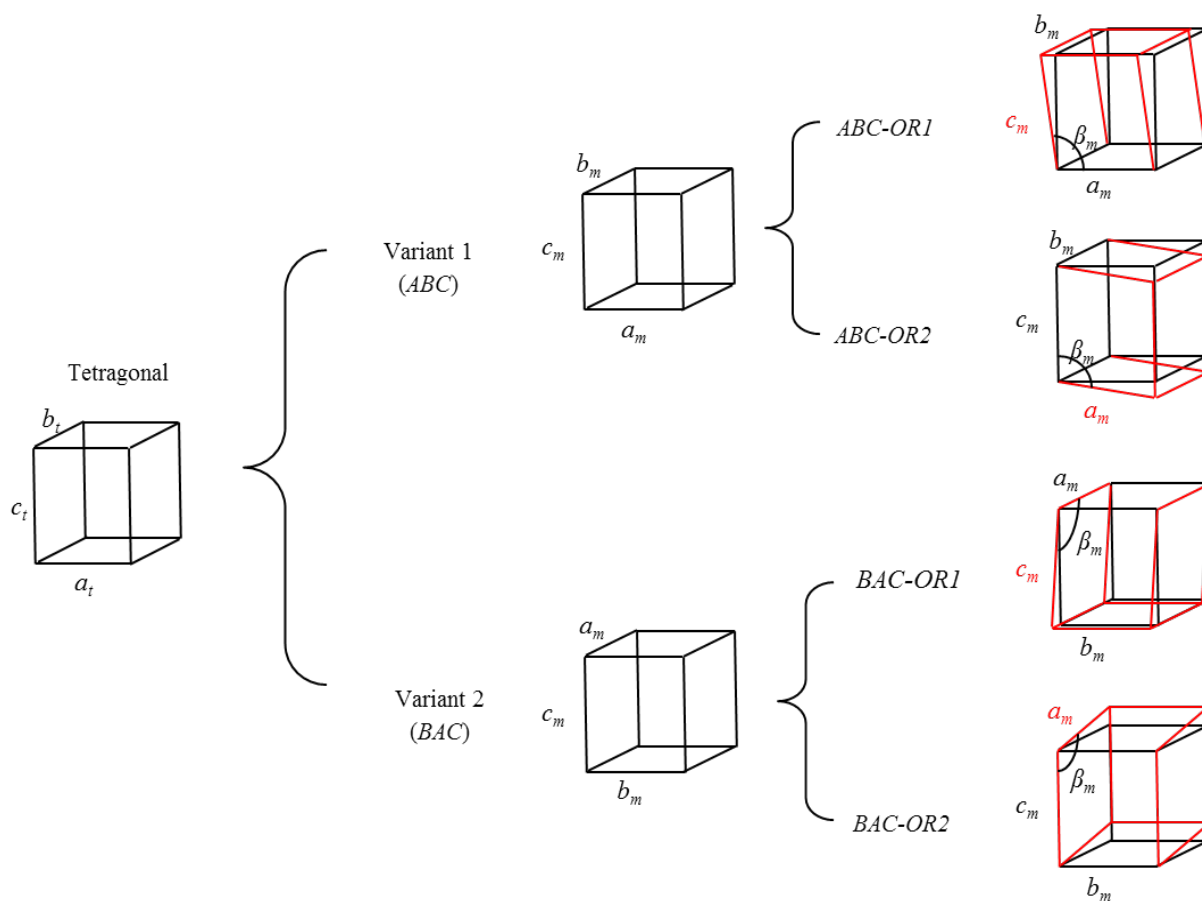 Tetragonal
b_t
c_t
a_t
Variant 1
(ABC)
b_m
c_m
a_m
ABC-OR1
b_m
c_m
β_m
a_m
ABC-OR2
b_m
c_m
β_m
a_m
Variant 2
(BAC)
a_m
c_m
b_m
BAC-OR1
a_m
β_m
c_m
b_m
BAC-OR2
a_m
β_m
c_m
b_m